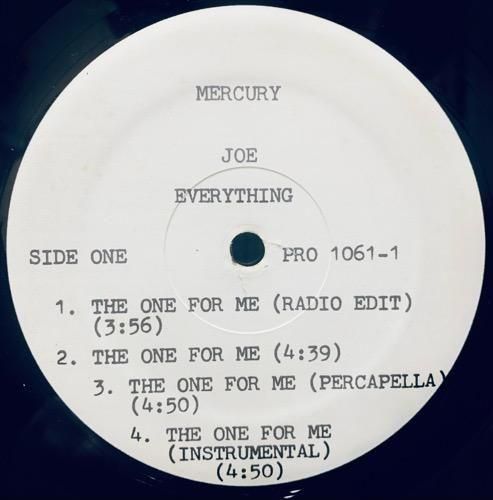 MERCURY
JOE
EVERYTHING
SIDE ONE PRO 1061-1
1. THE ONE FOR ME (RADIO EDIT)
(3:56)
2. THE ONE FOR ME (4:39)
3. THE ONE FOR ME (PERCAPELLA)
(4:50)
4. THE ONE FOR ME
(INSTRUMENTAL)
(4:50)